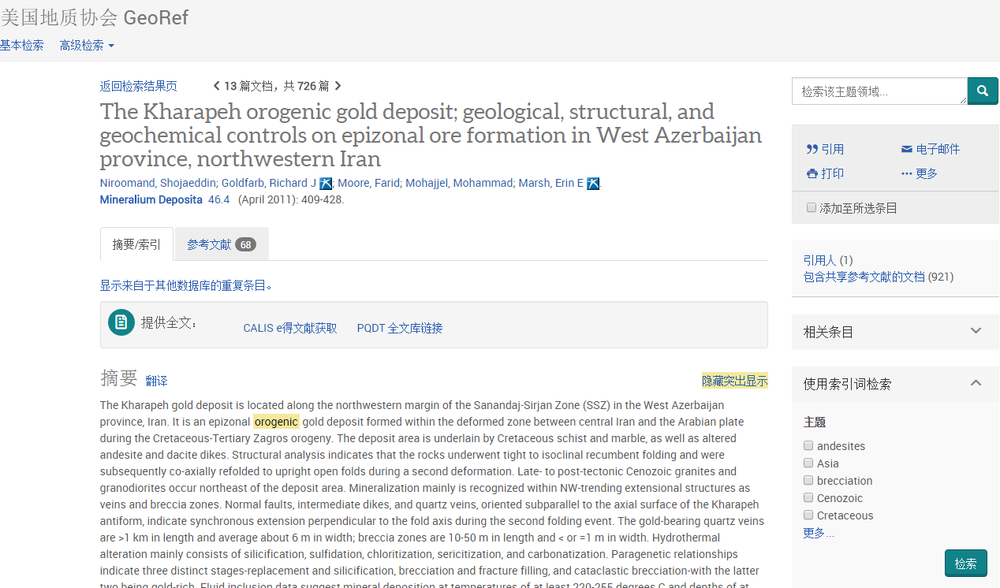 美国地质协会 GeoRef
基本检索 高级检索
返回检索结果页 13 篇文档，共 726 篇
The Kharapeh orogenic gold deposit; geological, structural, and
geochemical controls on epizonal ore formation in West Azerbaijan
province, northwestern Iran
Niroomand, Shojaeddin; Goldfarb, Richard J ; Moore, Farid; Mohajjel, Mohammad; Marsh, Erin E .
Mineralium Deposita 46.4 (April 2011): 409-428.
摘要/索引 参考文献 68
显示来自于其他数据库的重复条目。
提供全文： CALIS e得文献获取 PQDT 全文库链接
摘要 翻译 隐藏突出显示
The Kharapeh gold deposit is located along the northwestern margin of the Sanandaj-Sirjan Zone (SSZ) in the West Azerbaijan
province, Iran. It is an epizonal orogenic gold deposit formed within the deformed zone between central Iran and the Arabian plate
during the Cretaceous-Tertiary Zagros orogeny. The deposit area is underlain by Cretaceous schist and marble, as well as altered
andesite and dacite dikes. Structural analysis indicates that the rocks underwent tight to isoclinal recumbent folding and were
subsequently co-axially refolded to upright open folds during a second deformation. Late- to post-tectonic Cenozoic granites and
granodiorites occur northeast of the deposit area. Mineralization mainly is recognized within NW-trending extensional structures as
veins and breccia zones. Normal faults, intermediate dikes, and quartz veins, oriented subparallel to the axial surface of the Kharapeh
antiform, indicate synchronous extension perpendicular to the fold axis during the second folding event. The gold-bearing quartz veins
are >1 km in length and average about 6 m in width; breccia zones are 10-50 m in length and < or =1 m in width. Hydrothermal
alteration mainly consists of silicification, sulfidation, chloritization, sericitization, and carbonatization. Paragenetic relationships
indicate three distinct stages-replacement and silicification, brecciation and fracture filling, and cataclastic brecciation-with the latter
two being gold-rich. Fluid inclusion data suggest mineral deposition at temperatures of at least 220-255 degrees C and depths of at
检索该主题领域...
引用 电子邮件
打印 更多
添加至所选条目
引用人 (1)
包含共享参考文献的文档 (921)
相关条目
使用索引词检索
主题
andesites
Asia
brecciation
Cenozoic
Cretaceous
更多...
检索